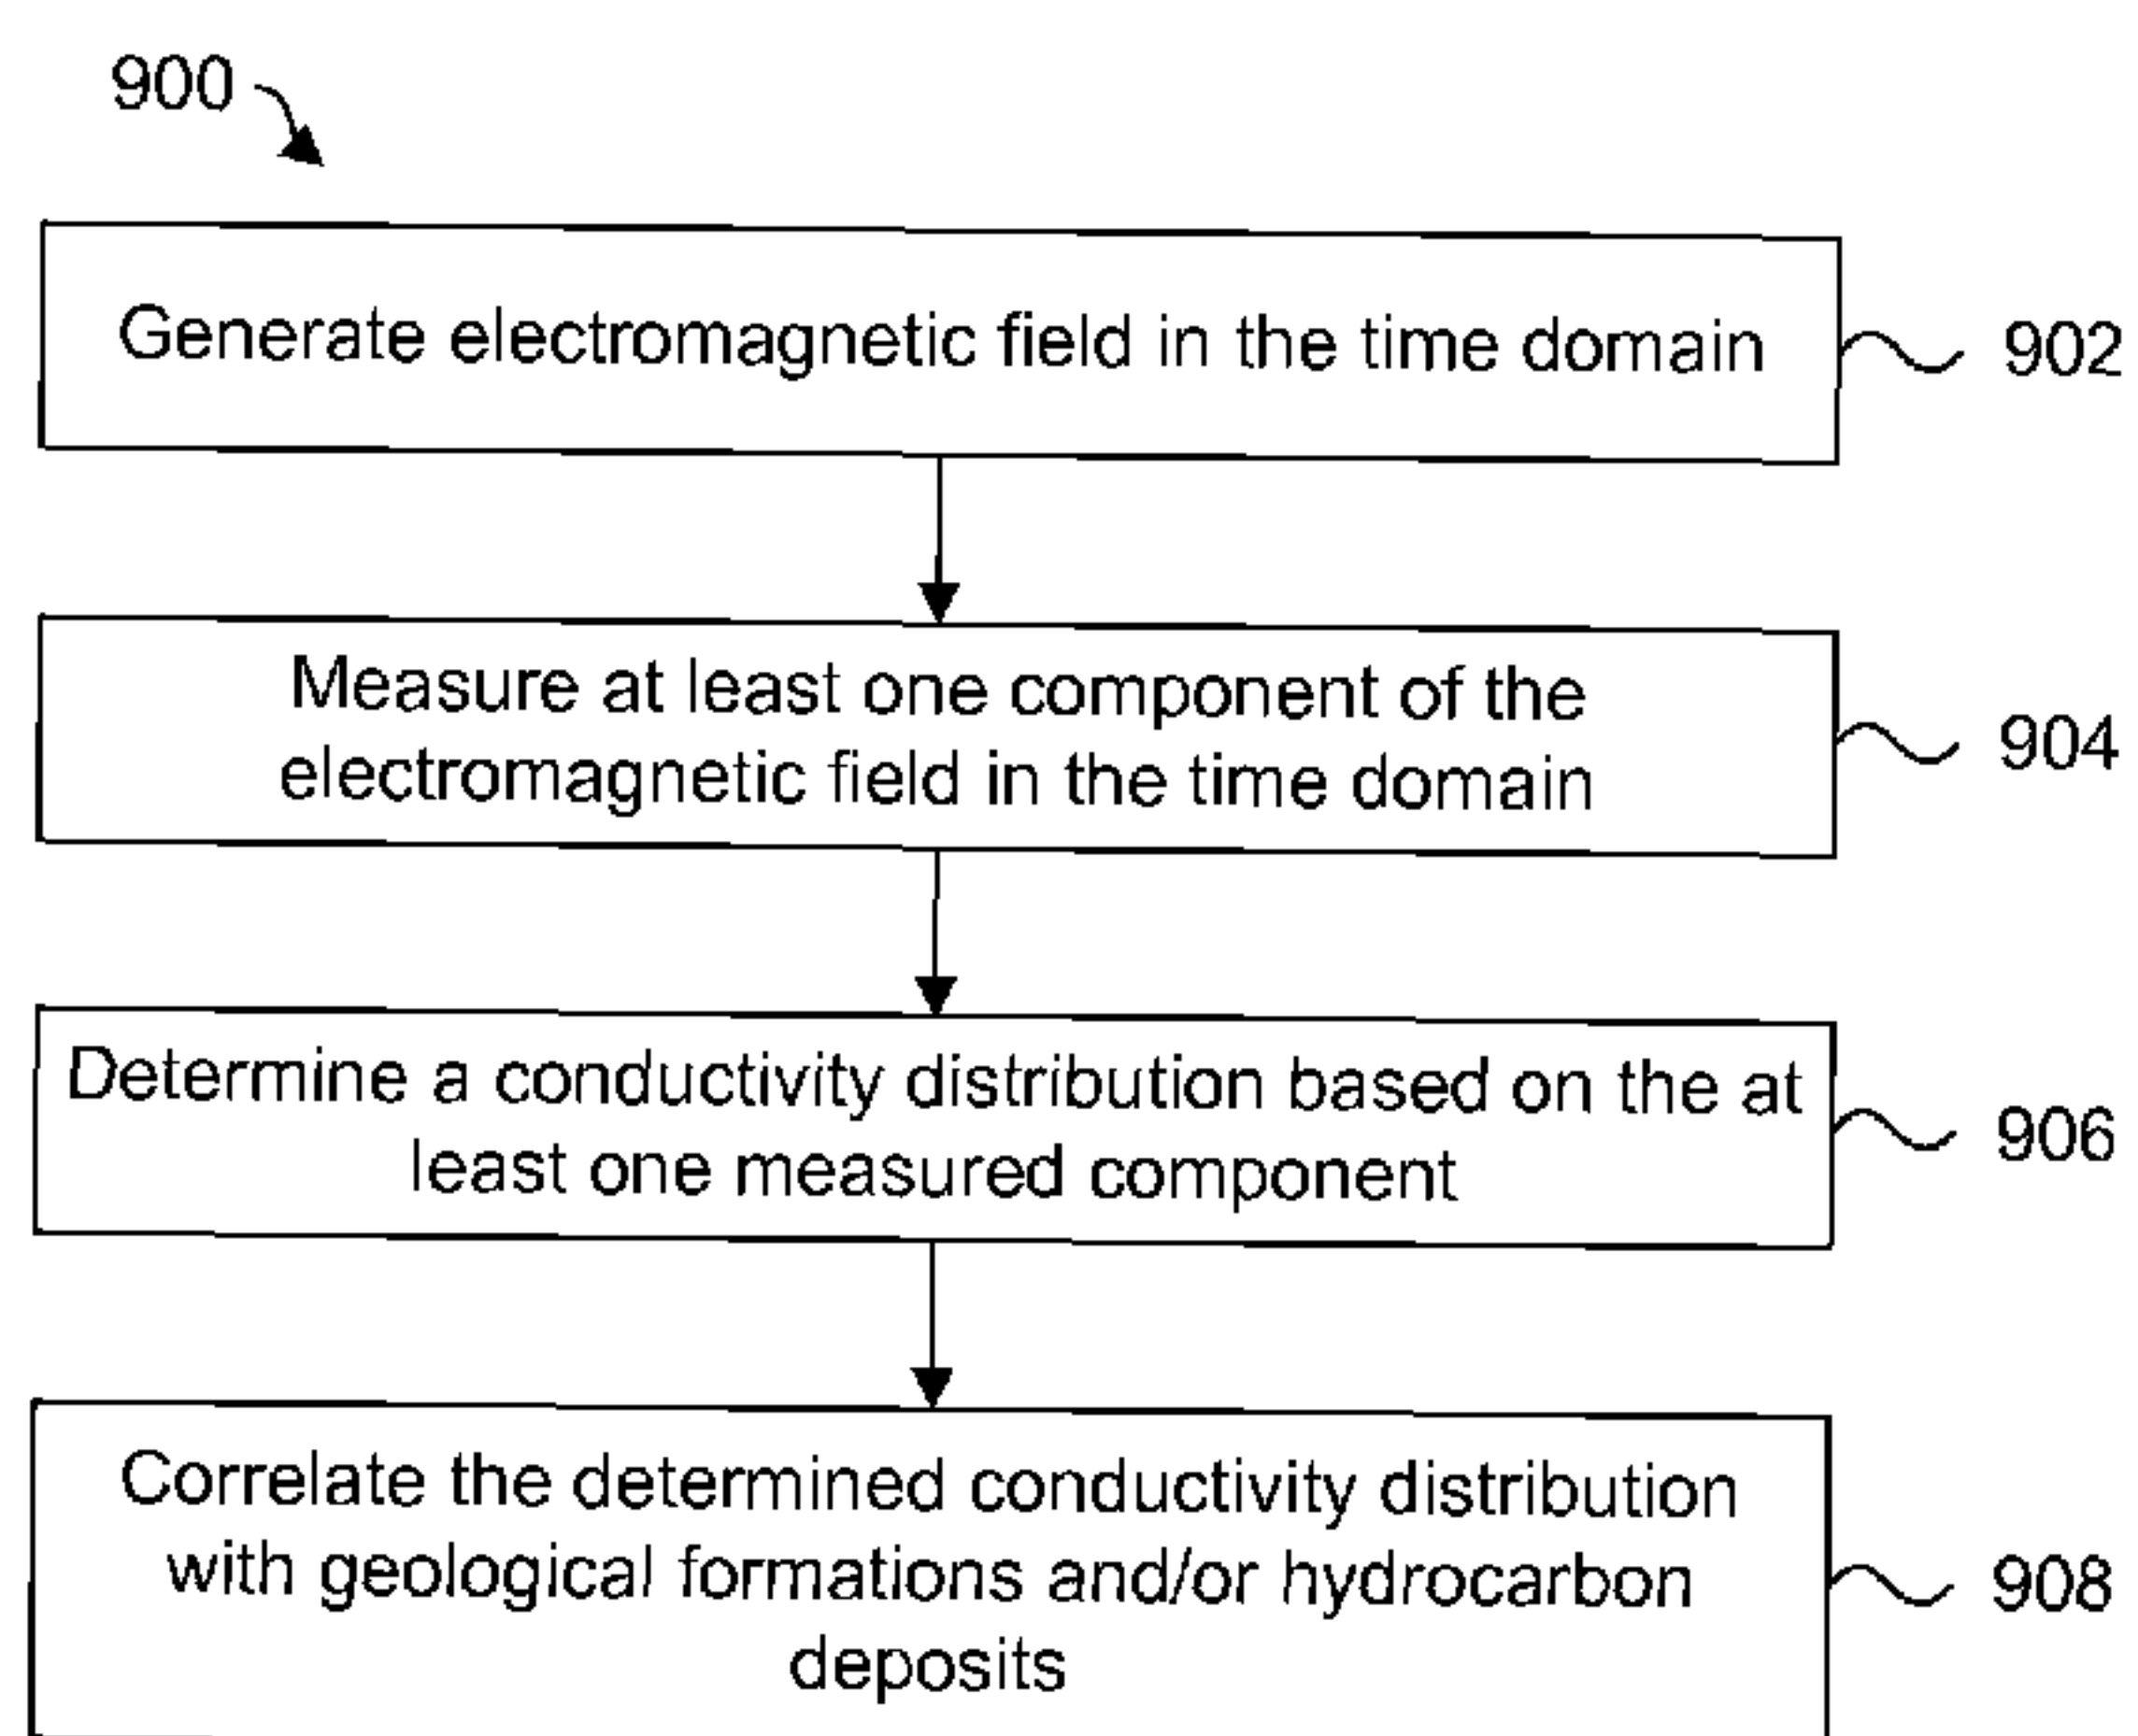 900
Generate electromagnetic field in the time domain
902
Measure at least one component of the
electromagnetic field in the time domain
904
Determine a conductivity distribution based on the at
least one measured component
906
Correlate the determined conductivity distribution
with geological formations and/or hydrocarbon
deposits
908